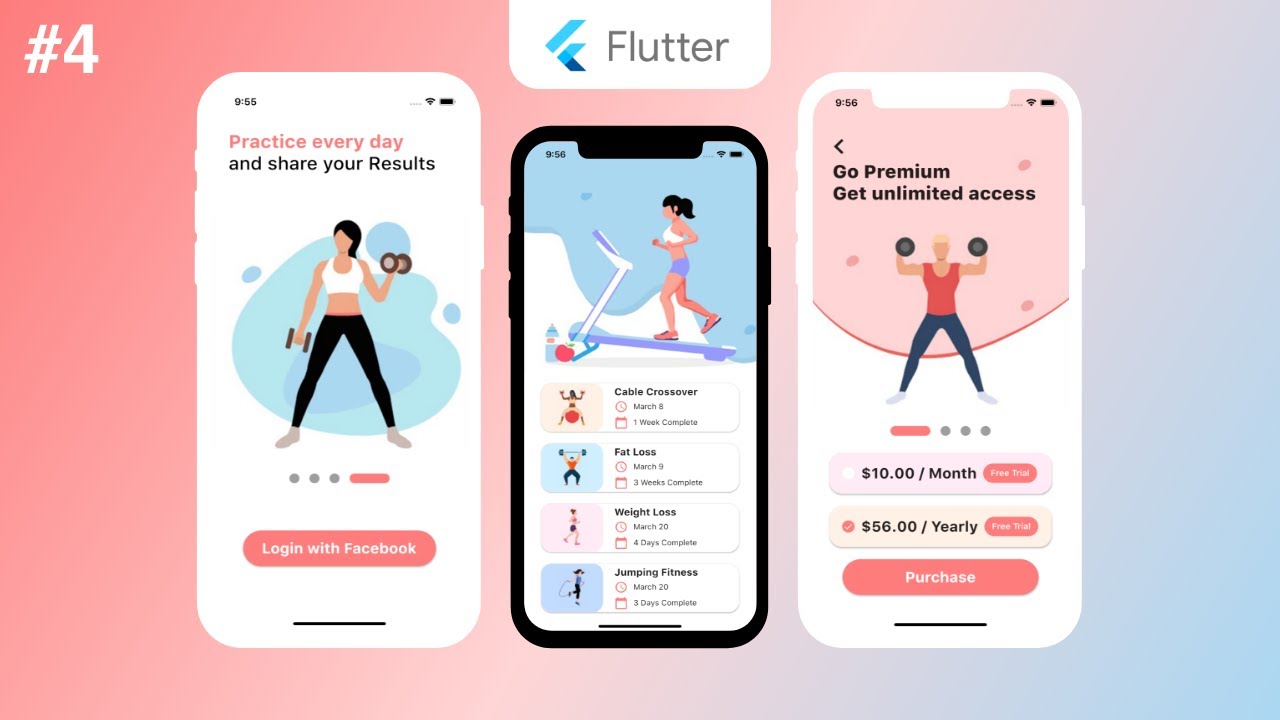 #4
Flutter
9:55
Practice every day
and share your Results
Login with Facebook
9:56
Cable Crossover
March 8
1 Week Complete
Fat Loss
March 9
3 Weeks Complete
Weight Loss
March 20
4 Days Complete
Jumping Fitness
March 20
3 Days Complete
9:56
Go Premium
Get unlimited access
$10.00 / Month Free Trial
$56.00 / Yearly Free Trial
Purchase